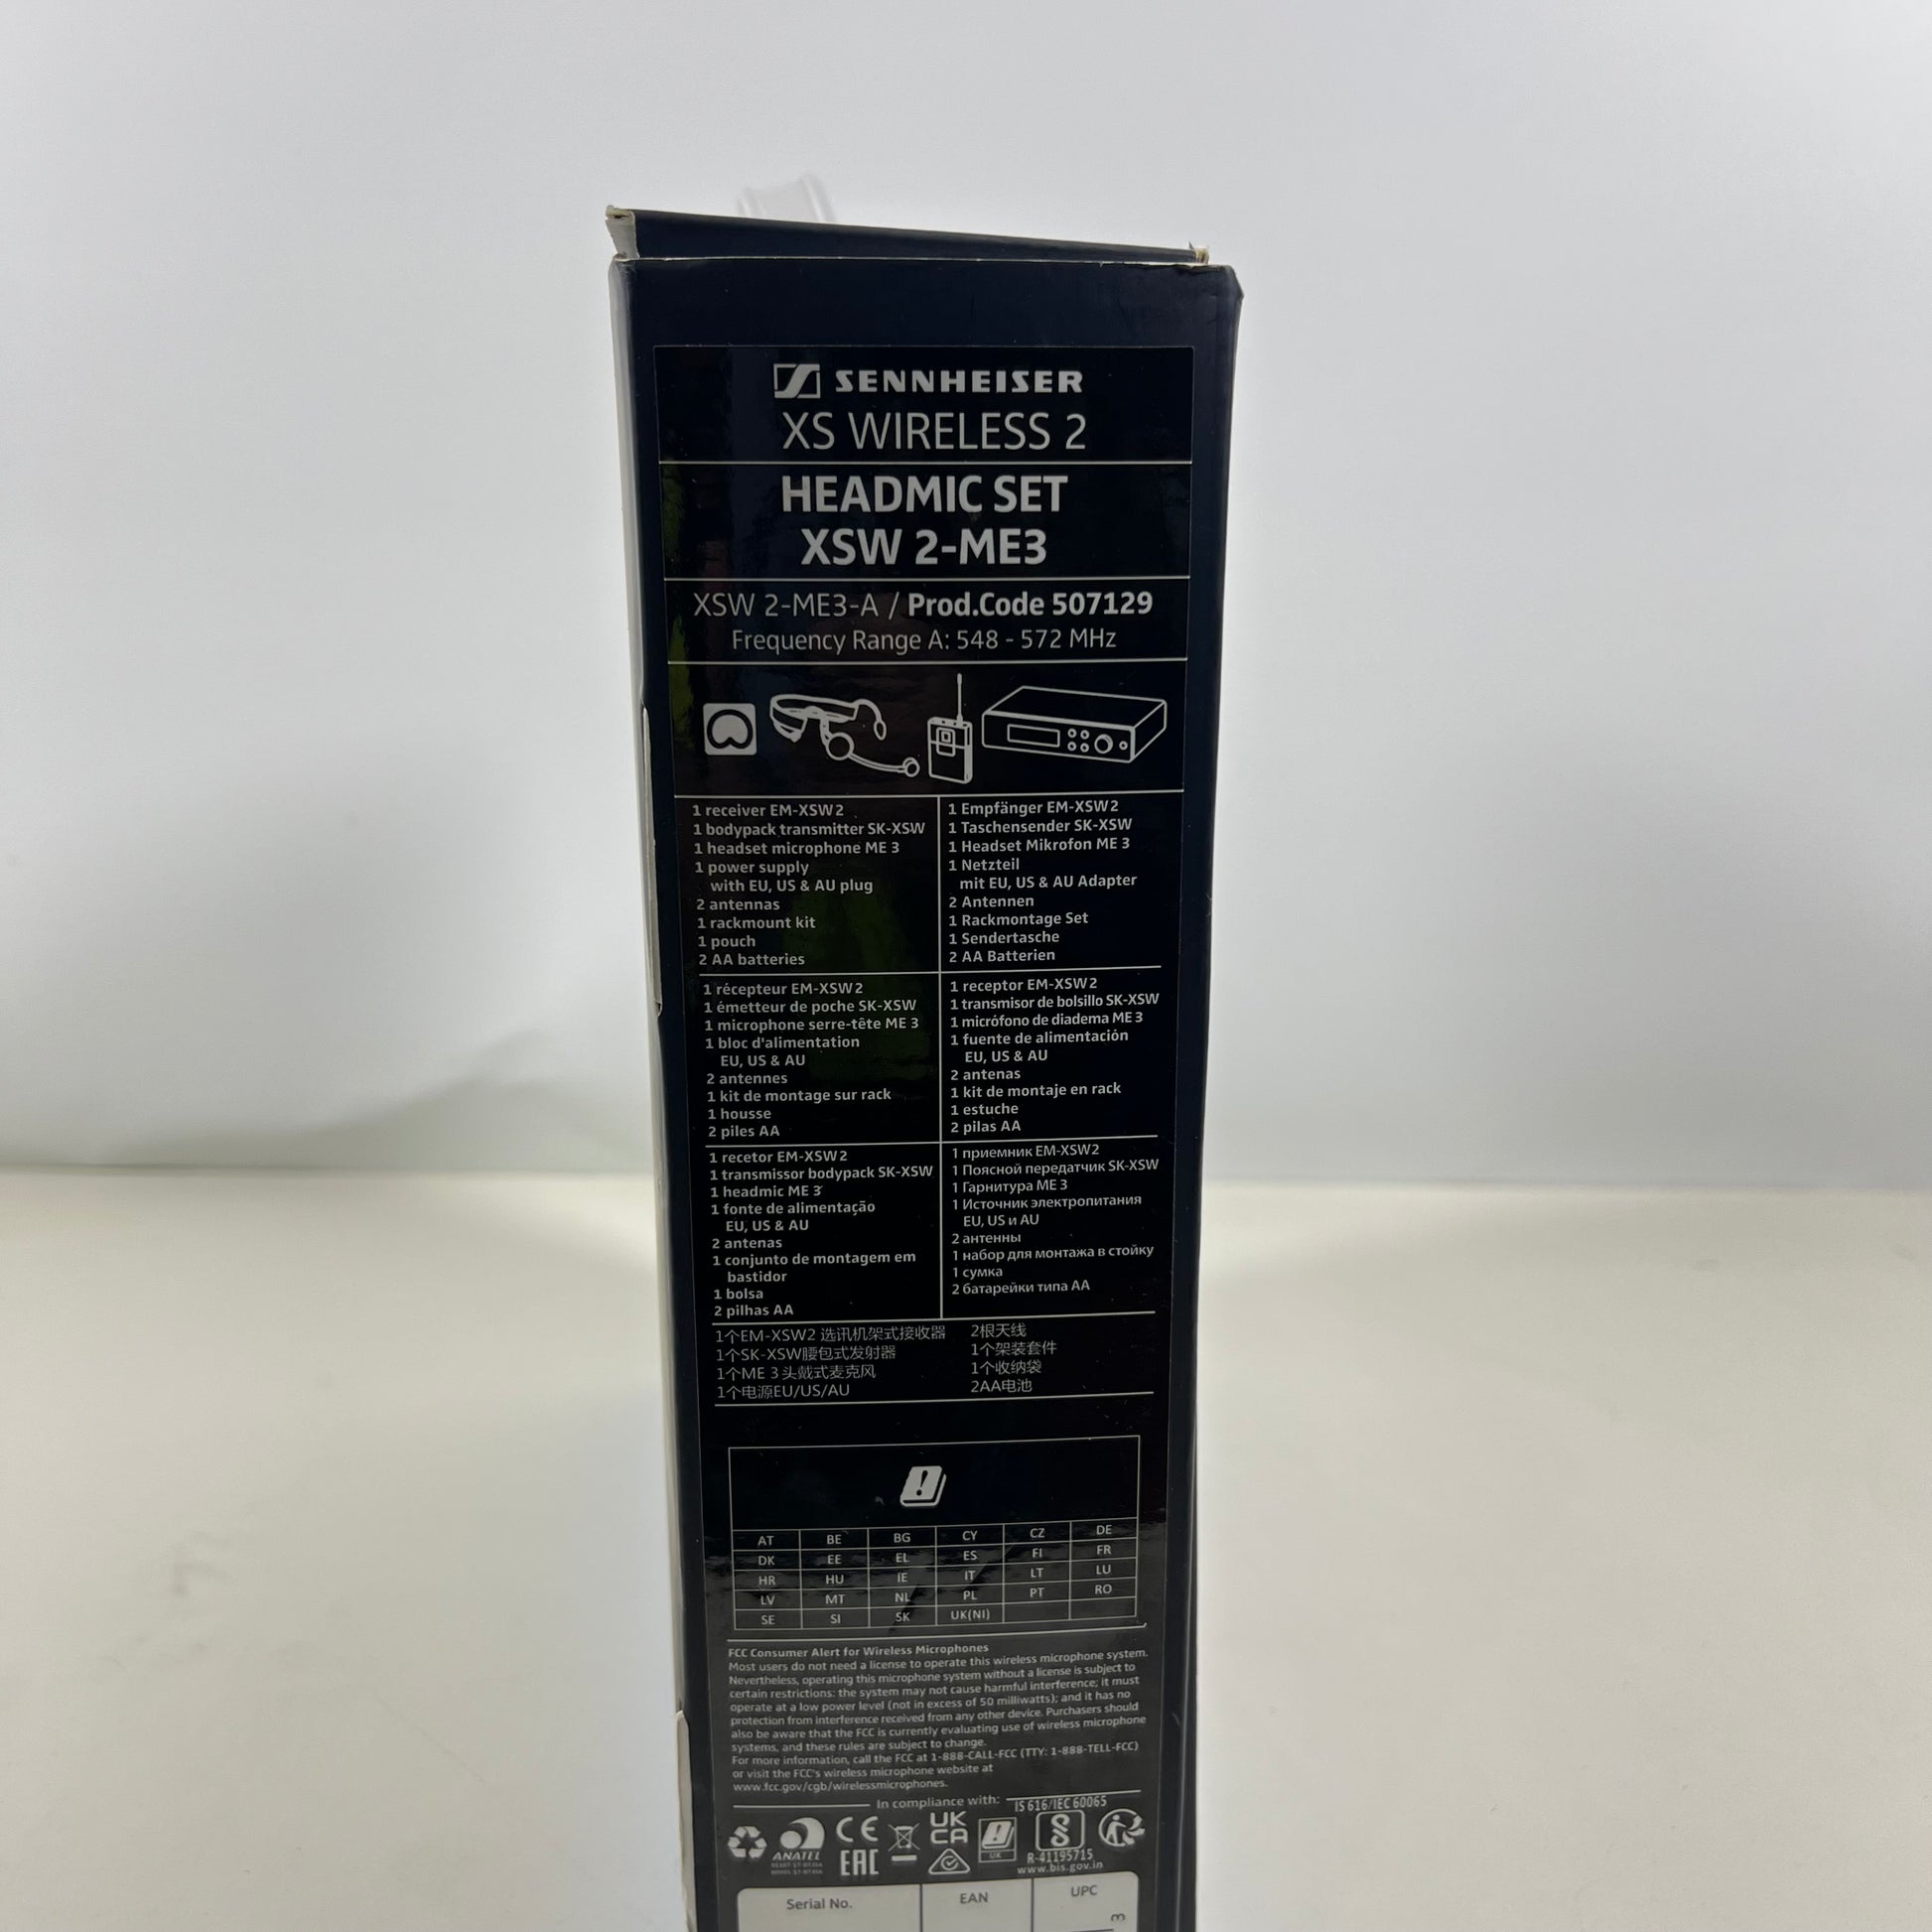 SENNHEISER
XS WIRELESS 2
HEADMIC SET
XSW 2-ME3
XSW 2-ME3-A / Prod.Code 507129
Frequency Range A: 548 - 572 MHz
1 receiver EM-XSW2
1 bodypack transmitter SK-XSW
1 headset microphone ME 3
1 power supply
with EU, US & AU plug
2 antennas
1 rackmount kit
1 pouch
2 AA batteries
1 Empfänger EM-XSW2
1 Taschensender SK-XSW
1 Headset Mikrofon ME 3
1 Netzteil
mit EU, US & AU Adapter
2 Antennen
1 Rackmontage Set
1 Sendertasche
2 AA Batterien
1 récepteur EM-XSW2
1 émetteur de poche SK-XSW
1 microphone serre-tête ME 3
1 bloc d'alimentation
EU, US & AU
2 antennes
1 kit de montage sur rack
1 housse
2 piles AA
1 receptor EM-XSW2
1 transmisor de bolsillo SK-XSW
1 micrófono de diadema ME 3
1 fuente de alimentación
EU, US & AU
2 antenas
1 kit de montaje en rack
1 estuche
2 pilas AA
1 recetor EM-XSW2
1 transmissor bodypack SK-XSW
1 headmic ME 3
1 fonte de alimentação
EU, US & AU
2 antenas
1 conjunto de montagem em
bastidor
1 bolsa
2 pilhas AA
1 приемник EM-XSW2
1 Поясной передатчик SK-XSW
1 Гарнитура ME 3
1 Источник электропитания
EU, US и AU
2 антенны
1 набор для монтажа в стойку
1 сумка
2 батарейки типа AA
1个EM-XSW2 选讯机架式接收器
1个SK-XSW腰包式发射器
1个ME 3头戴式麦克风
1个电源EU/US/AU
2根天线
1个架装套件
1个收纳袋
2AA电池
AT BE BG CY CZ DE
DK EE EL ES FI FR
HR HU IE IT LT LU
LV MT NL PL PT RO
SE SI SK UK(NI)
FCC Consumer Alert for Wireless Microphones
Most users do not need a license to operate this wireless microphone system.
Nevertheless, operating this microphone system without a license is subject to
certain restrictions: the system may not cause harmful interference; it must
operate at a low power level (not in excess of 50 milliwatts); and it has no
protection from interference received from any other device. Purchasers should
also be aware that the FCC is currently evaluating use of wireless microphone
systems, and these rules are subject to change.
For more information, call the FCC at 1-888-CALL-FCC (TTY: 1-888-TELL-FCC)
or visit the FCC's wireless microphone website at
www.fcc.gov/cgb/wirelessmicrophones.
In compliance with:
IS 616/IEC 60065
ANATEL
CE
EAC
UK
CA
UK
R-41195715
www.bis.gov.in
Serial No.
EAN
UPC
3